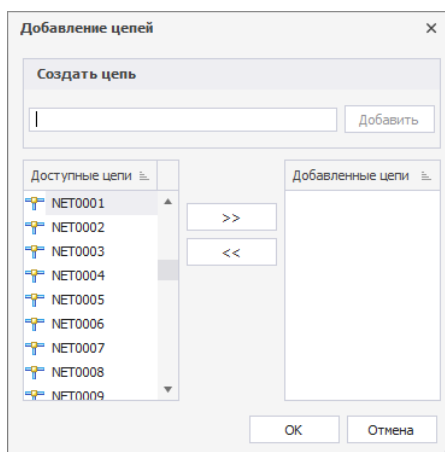 Добавление цепей
Создать цепь
Добавить
Доступные цепи
Добавленные цепи
NET0001
NET0002
NET0003
NET0004
NET0005
NET0006
NET0007
NET0008
NET0009
>>
<<
OK
Отмена